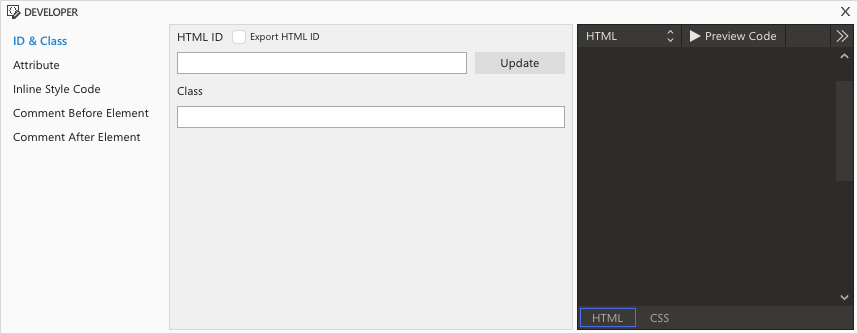 DEVELOPER
ID & Class
Attribute
Inline Style Code
Comment Before Element
Comment After Element
HTML ID Export HTML ID
Update
Class
HTML Preview Code
HTML CSS